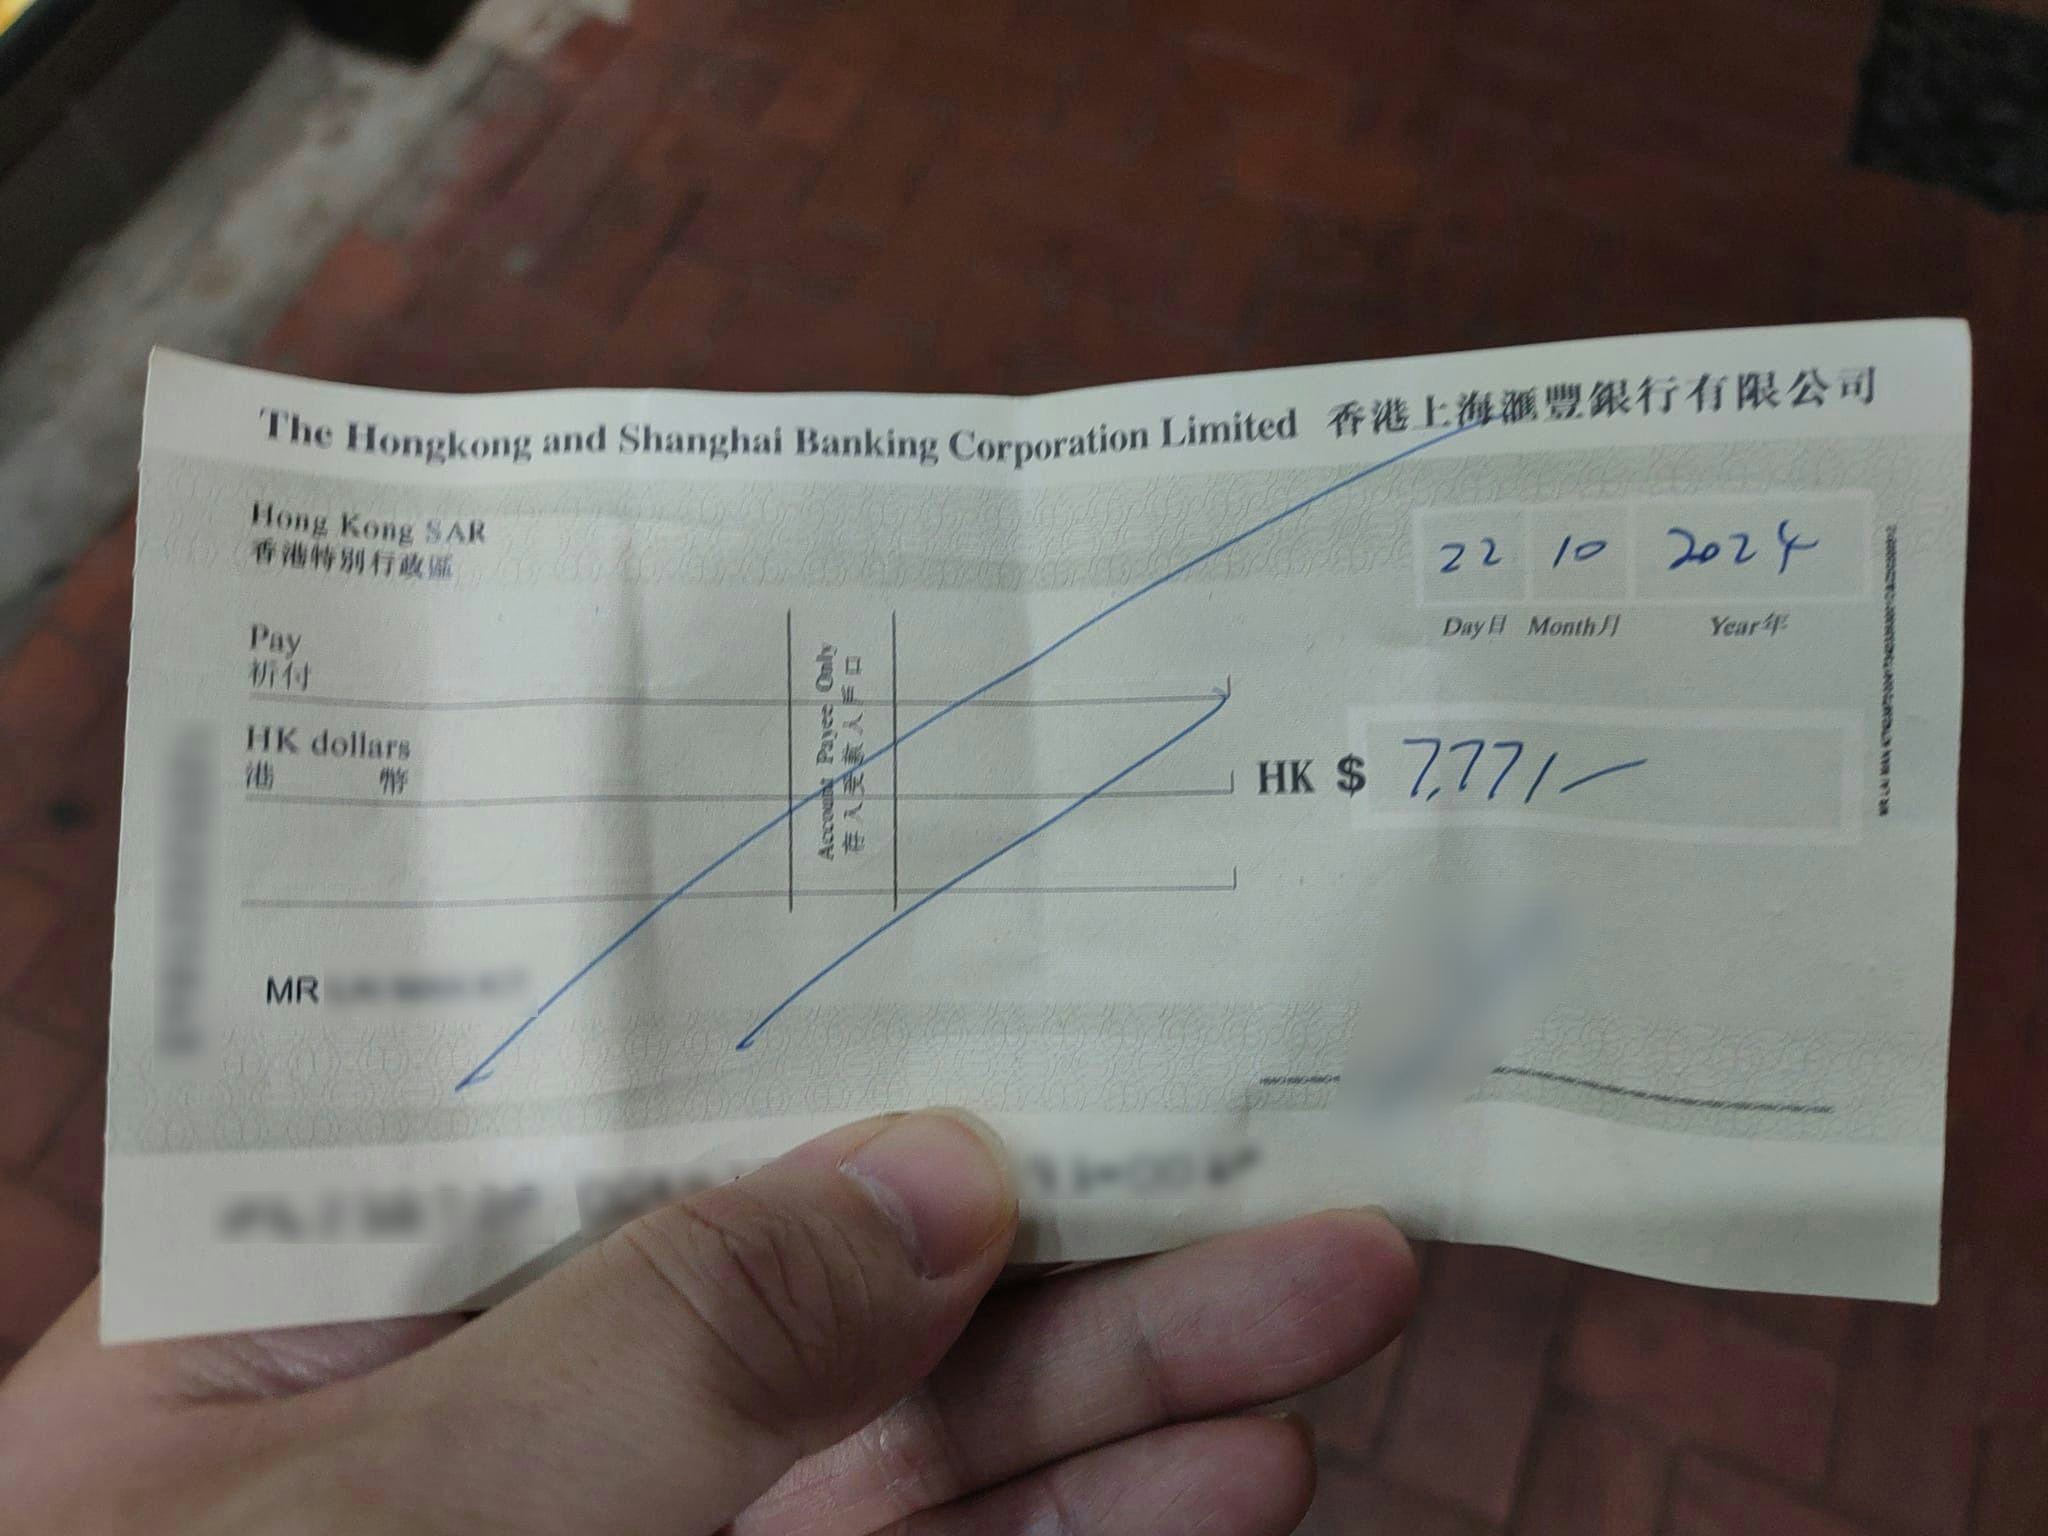 The Hongkong and Shanghai Banking Corporation Limited 香港上海滙豐銀行有限公司
Hong Kong SAR
香港特別行政區
22 10 2024
Day日 Month月 Year年
Pay
祈付
HK dollars
港幣
Account Payee Only
存入受款人戶口
HK $ 7,771/-
MR